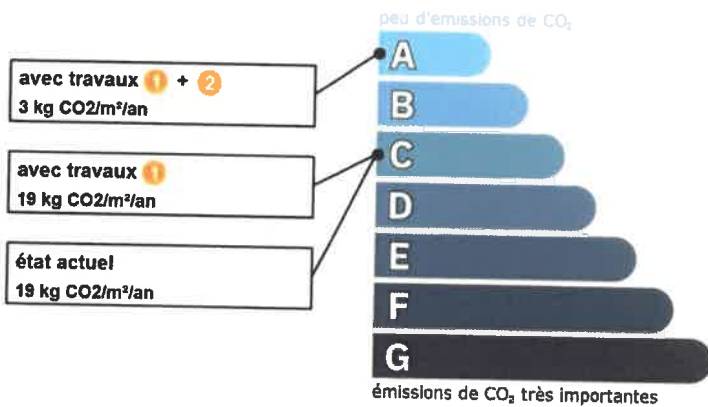 peu d'émissions de CO₂
avec travaux 1 + 2
3 kg CO2/m²/an
avec travaux 1
19 kg CO2/m²/an
état actuel
19 kg CO2/m²/an
A
B
C
D
E
F
G
émissions de CO₂ très importantes